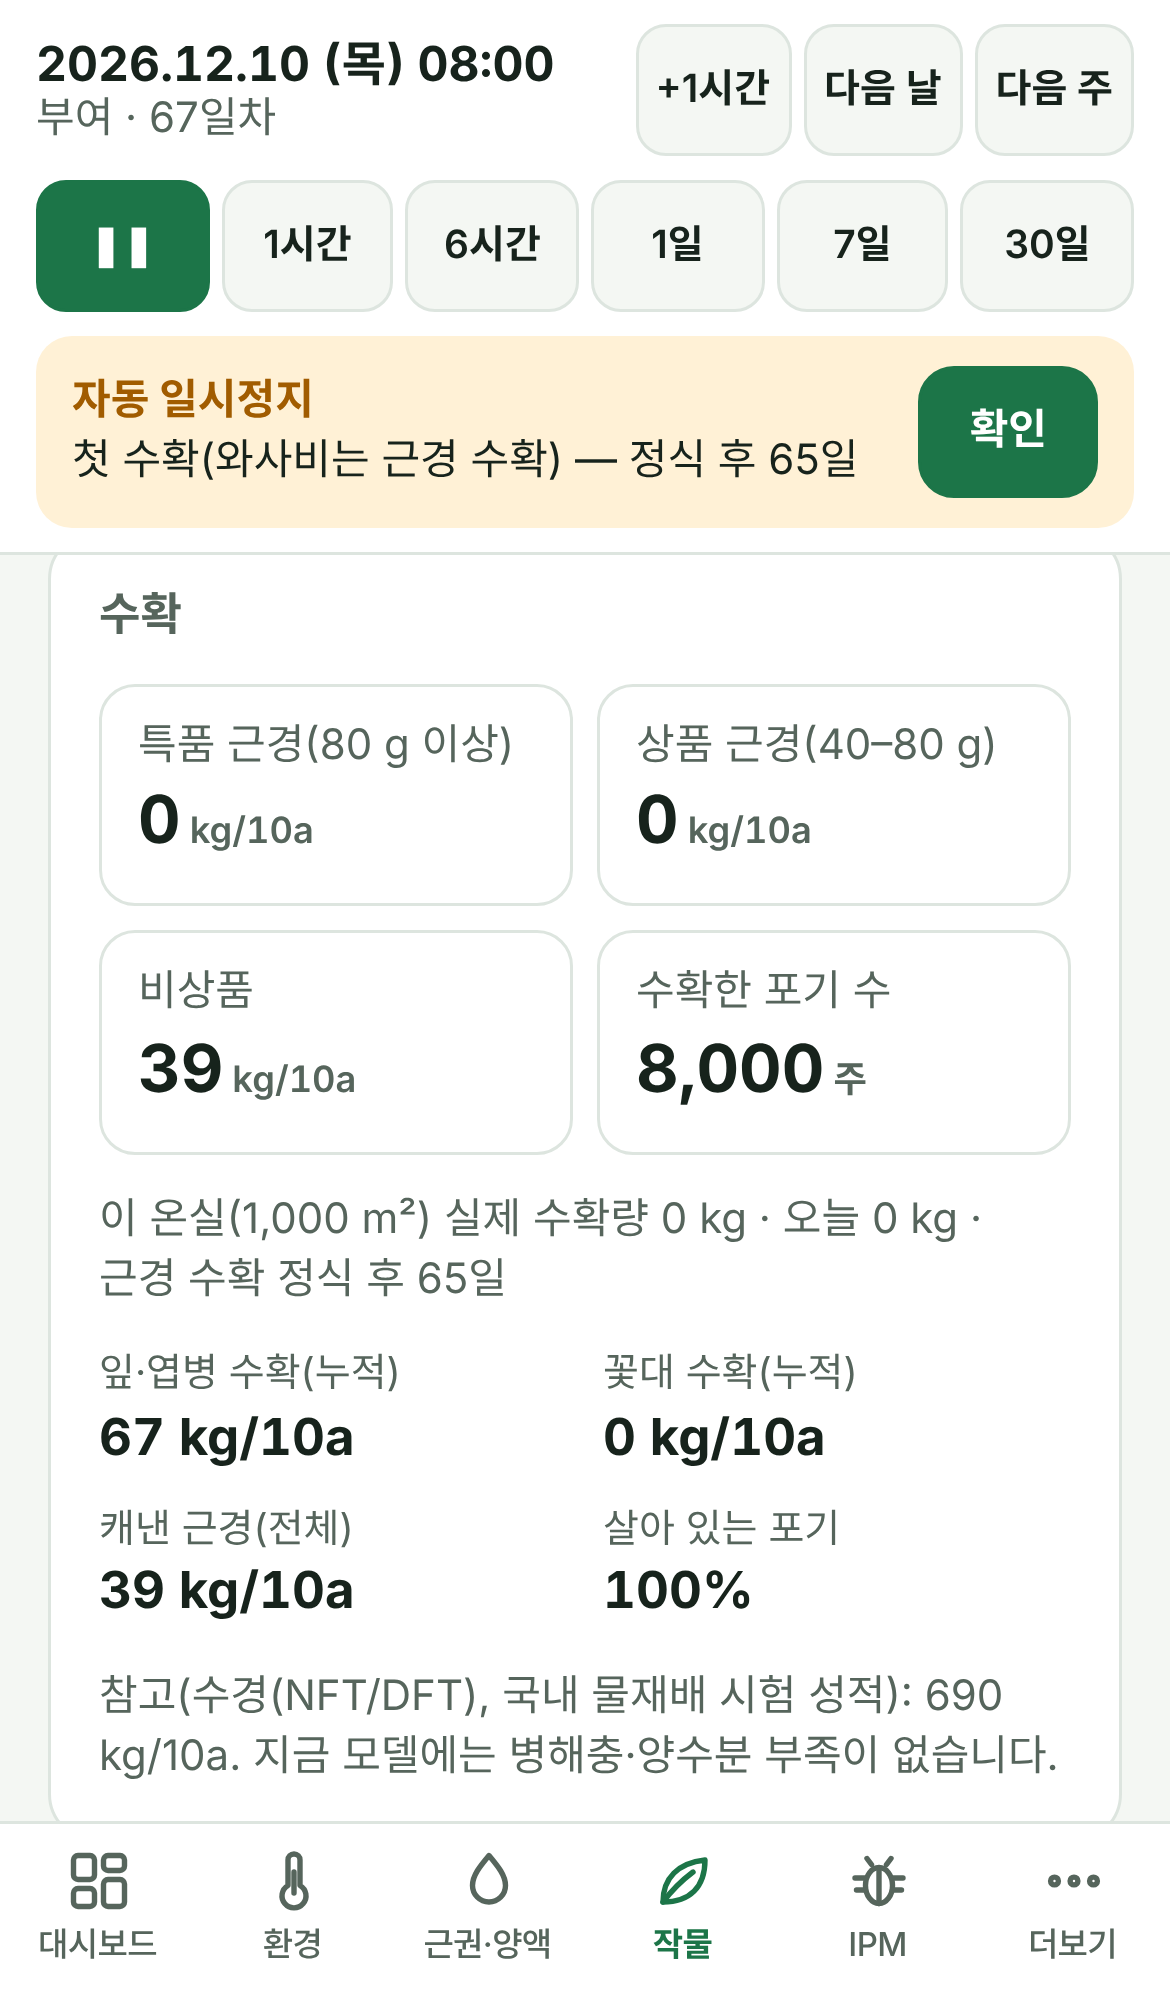 2026.12.10 (목) 08:00
부여 · 67일차
+1시간
다음 날
다음 주
1시간
6시간
1일
7일
30일
자동 일시정지
첫 수확(와사비는 근경 수확) — 정식 후 65일
확인
수확
특품 근경(80 g 이상)
0 kg/10a
상품 근경(40–80 g)
0 kg/10a
비상품
39 kg/10a
수확한 포기 수
8,000 주
이 온실(1,000 m²) 실제 수확량 0 kg · 오늘 0 kg ·
근경 수확 정식 후 65일
잎·엽병 수확(누적)
67 kg/10a
꽃대 수확(누적)
0 kg/10a
캐낸 근경(전체)
39 kg/10a
살아 있는 포기
100%
참고(수경(NFT/DFT), 국내 물재배 시험 성적): 690
kg/10a. 지금 모델에는 병해충·양수분 부족이 없습니다.
대시보드
환경
근권·양액
작물
IPM
더보기